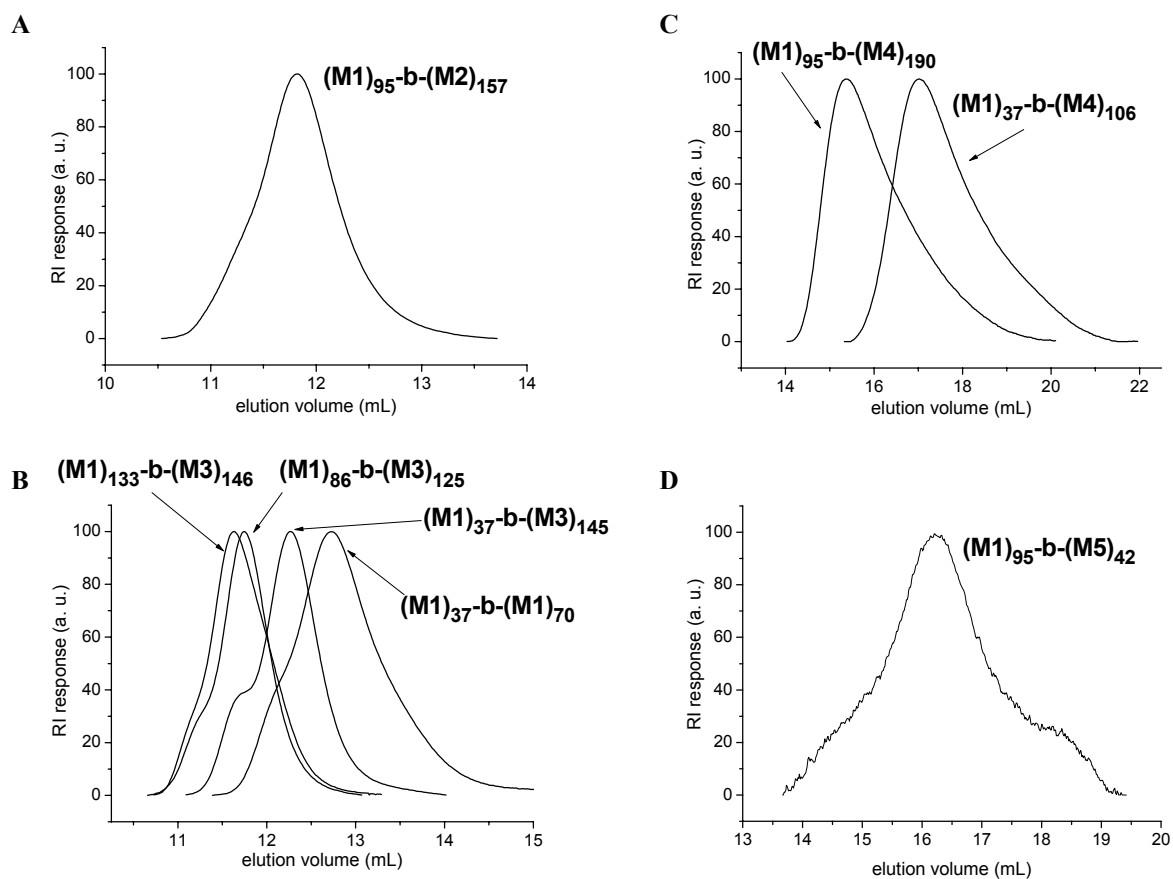 A
(M1)95-b-(M2)157
RI response (a. u.)
100
80
60
40
20
0
10 11 12 13 14
elution volume (mL)
B
(M1)133-b-(M3)146
(M1)86-b-(M3)125
(M1)37-b-(M3)145
(M1)37-b-(M1)70
RI response (a. u.)
100
80
60
40
20
0
11 12 13 14 15
elution volume (mL)
C
(M1)95-b-(M4)190
(M1)37-b-(M4)106
RI response (a. u.)
100
80
60
40
20
0
14 16 18 20 22
elution volume (mL)
D
(M1)95-b-(M5)42
RI response (a. u.)
100
80
60
40
20
0
13 14 15 16 17 18 19 20
elution volume (mL)